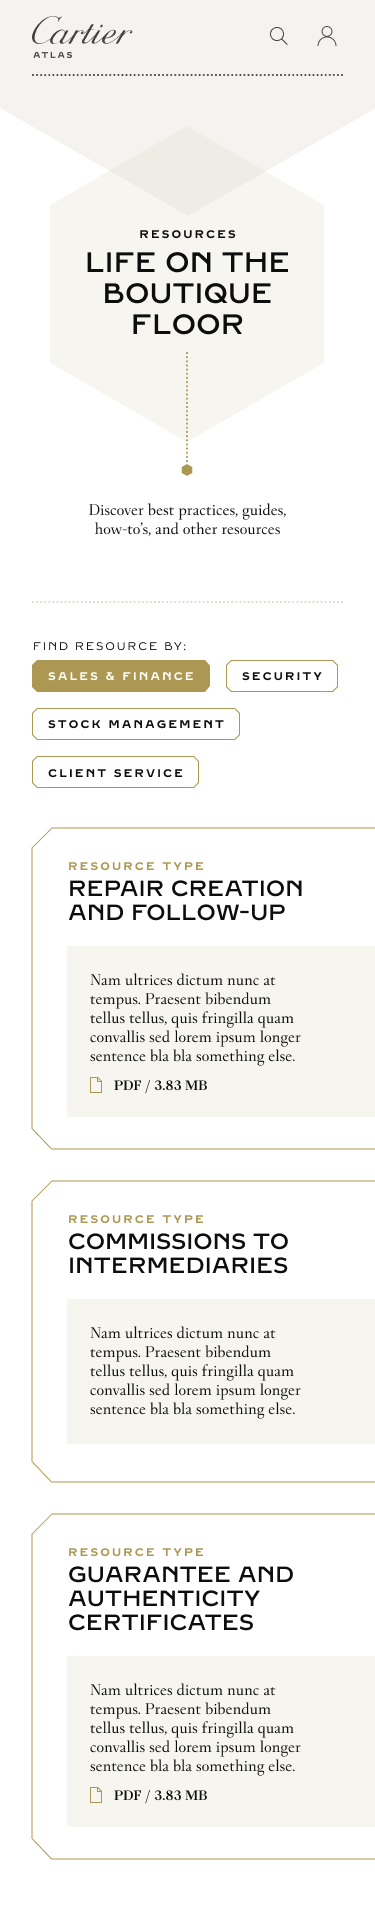 Cartier
ATLAS
RESOURCES
LIFE ON THE
BOUTIQUE
FLOOR
Discover best practices, guides,
how-to's, and other resources
FIND RESOURCE BY:
SALES & FINANCE
SECURITY
STOCK MANAGEMENT
CLIENT SERVICE
RESOURCE TYPE
REPAIR CREATION
AND FOLLOW-UP
Nam ultrices dictum nunc at
tempus. Praesent bibendum
tellus tellus, quis fringilla quam
convallis sed lorem ipsum longer
sentence bla bla something else.
PDF / 3.83 MB
RESOURCE TYPE
COMMISSIONS TO
INTERMEDIARIES
Nam ultrices dictum nunc at
tempus. Praesent bibendum
tellus tellus, quis fringilla quam
convallis sed lorem ipsum longer
sentence bla bla something else.
RESOURCE TYPE
GUARANTEE AND
AUTHENTICITY
CERTIFICATES
Nam ultrices dictum nunc at
tempus. Praesent bibendum
tellus tellus, quis fringilla quam
convallis sed lorem ipsum longer
sentence bla bla something else.
PDF / 3.83 MB